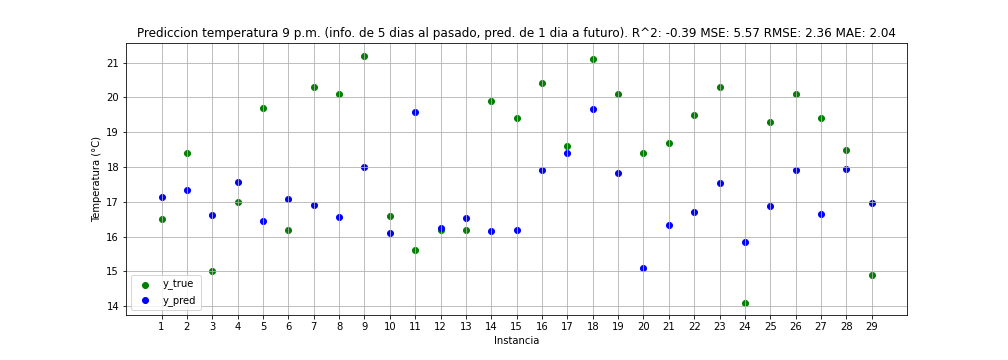 Prediccion temperatura 9 p.m. (info. de 5 dias al pasado, pred. de 1 dia a futuro). R^2: -0.39 MSE: 5.57 RMSE: 2.36 MAE: 2.04
Temperatura (°C)
21
20
19
18
17
16
15
14
y_true
y_pred
1 2 3 4 5 6 7 8 9 10 11 12 13 14 15 16 17 18 19 20 21 22 23 24 25 26 27 28 29
Instancia